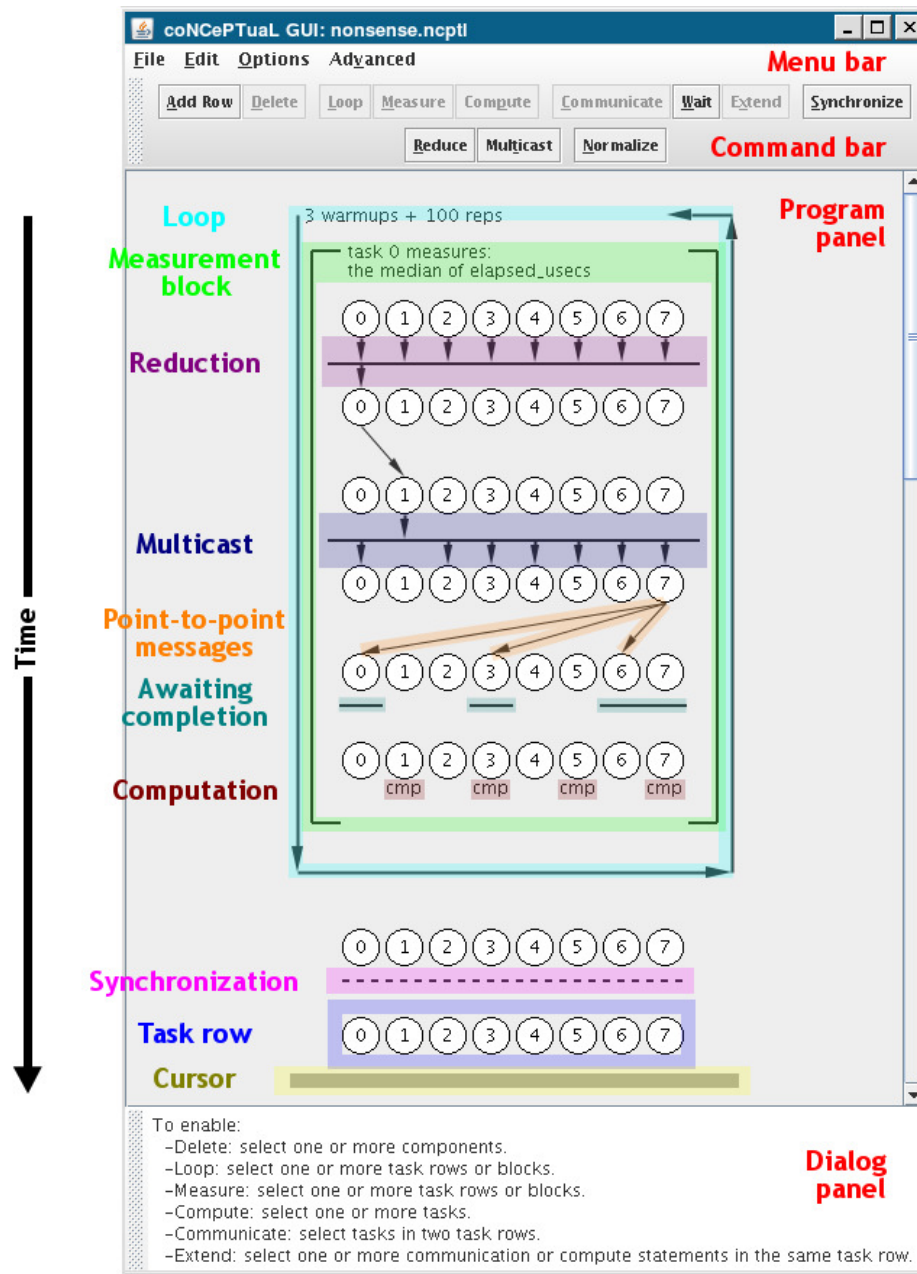 coNCePTuaL GUI: nonsense.ncptl
File Edit Options Advanced
Menu bar
Add Row Delete Loop Measure Compute Communicate Wait Extend Synchronize
Reduce Multicast Normalize
Command bar
Program
panel
Loop
3 warmups + 100 reps
Measurement
block
task 0 measures:
the median of elapsed_usecs
0 1 2 3 4 5 6 7
Reduction
0 1 2 3 4 5 6 7
0 1 2 3 4 5 6 7
Multicast
0 1 2 3 4 5 6 7
Point-to-point
messages
0 1 2 3 4 5 6 7
Awaiting
completion
0 1 2 3 4 5 6 7
Computation
cmp cmp cmp cmp
Time
0 1 2 3 4 5 6 7
Synchronization
Task row
0 1 2 3 4 5 6 7
Cursor
To enable:
-Delete: select one or more components.
-Loop: select one or more task rows or blocks.
-Measure: select one or more task rows or blocks.
-Compute: select one or more tasks.
-Communicate: select tasks in two task rows.
-Extend: select one or more communication or compute statements in the same task row.
Dialog
panel